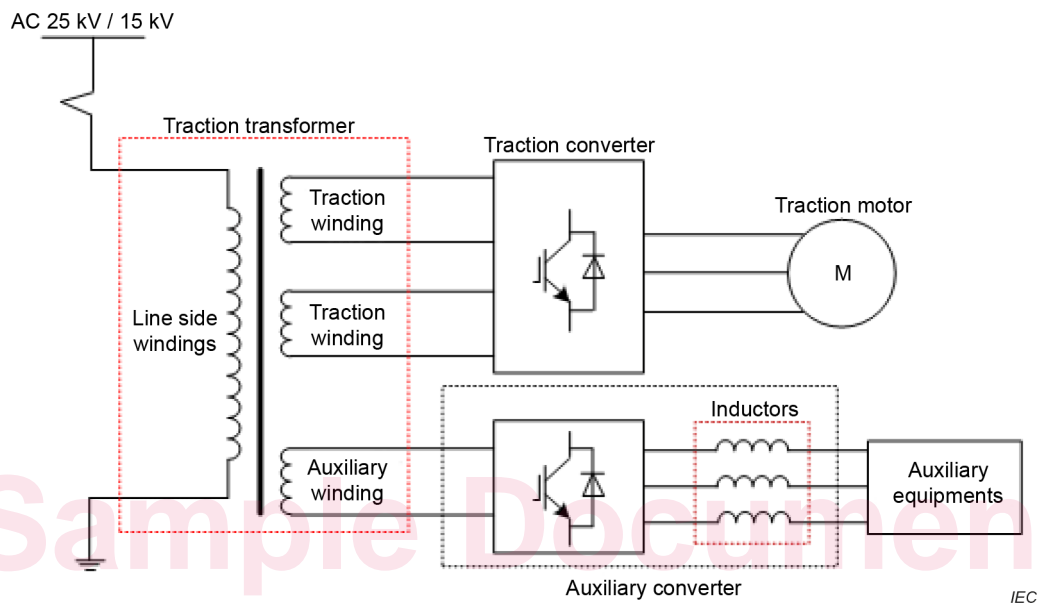 AC 25 kV / 15 kV
Traction transformer
Traction converter
Traction
winding
Traction motor
M
Line side
windings
Traction
winding
Inductors
Auxiliary
winding
Auxiliary
equipments
Sample Documen
Auxiliary converter
IEC